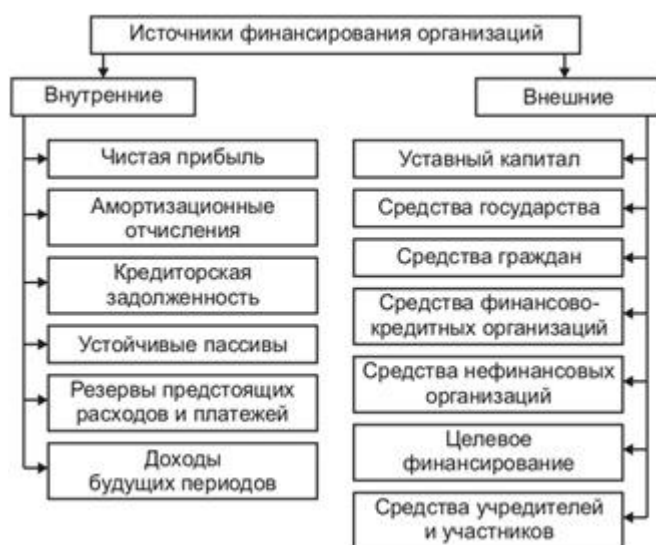 Источники финансирования организаций
Внутренние
Внешние
Чистая прибыль
Амортизационные
отчисления
Кредиторская
задолженность
Устойчивые пассивы
Резервы предстоящих
расходов и платежей
Доходы
будущих периодов
Уставный капитал
Средства государства
Средства граждан
Средства финансово-
кредитных организаций
Средства нефинансовых
организаций
Целевое
финансирование
Средства учредителей
и участников